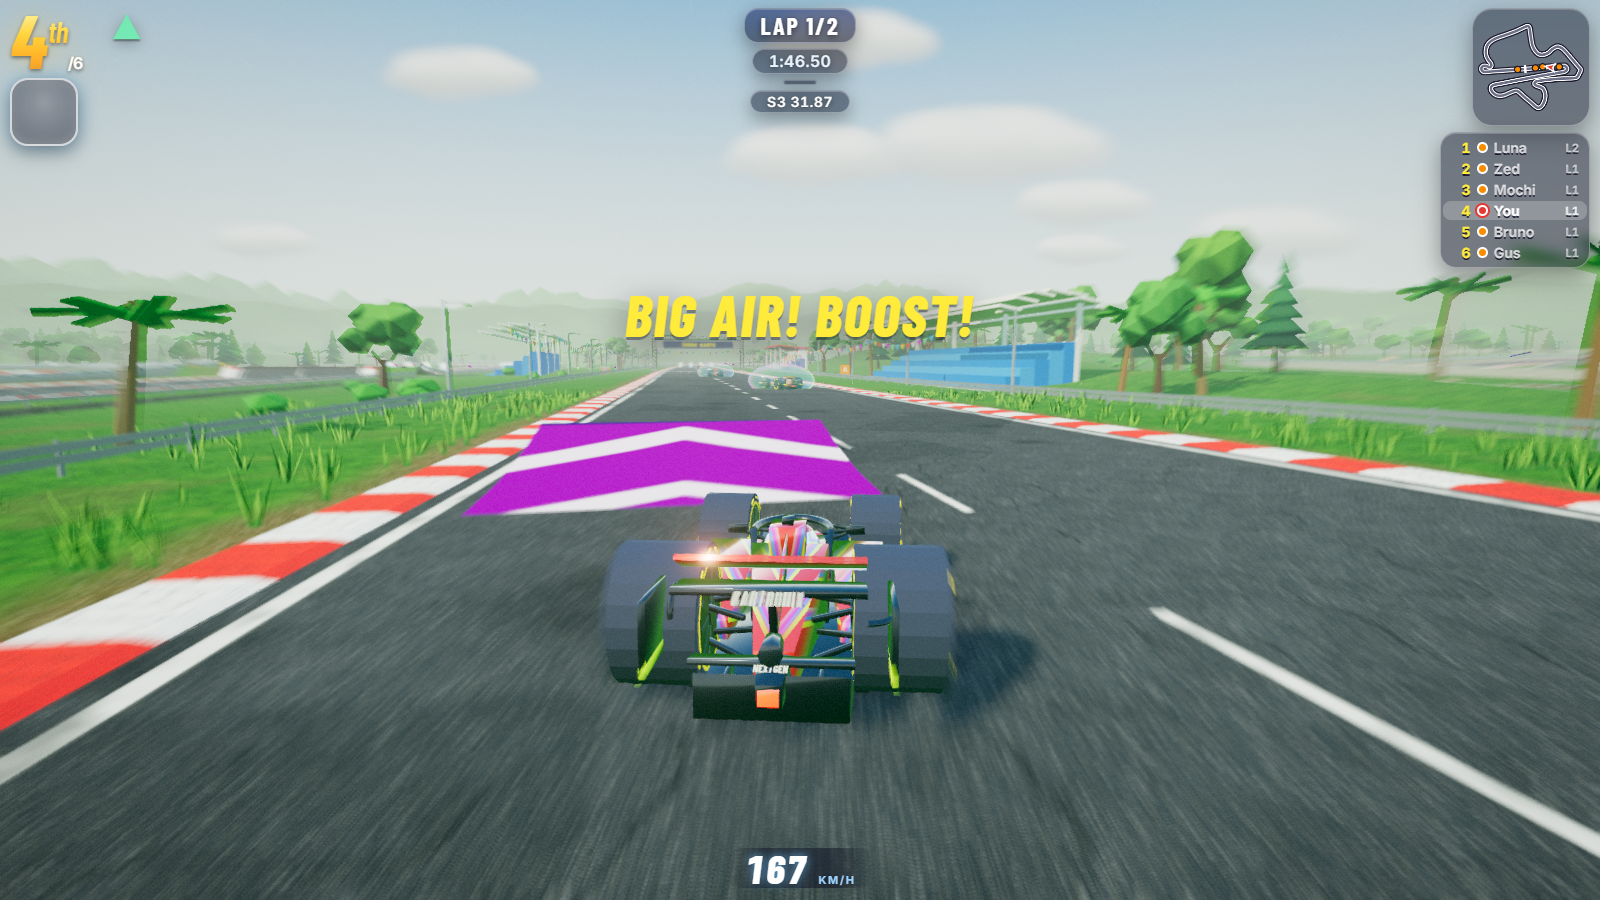 4th
/6
LAP 1/2
1:46.50
S3 31.87
1 Luna L2
2 Zed L1
3 Mochi L1
4 You L1
5 Bruno L1
6 Gus L1
BIG AIR! BOOST!
NEXTGEN
167 KM/H